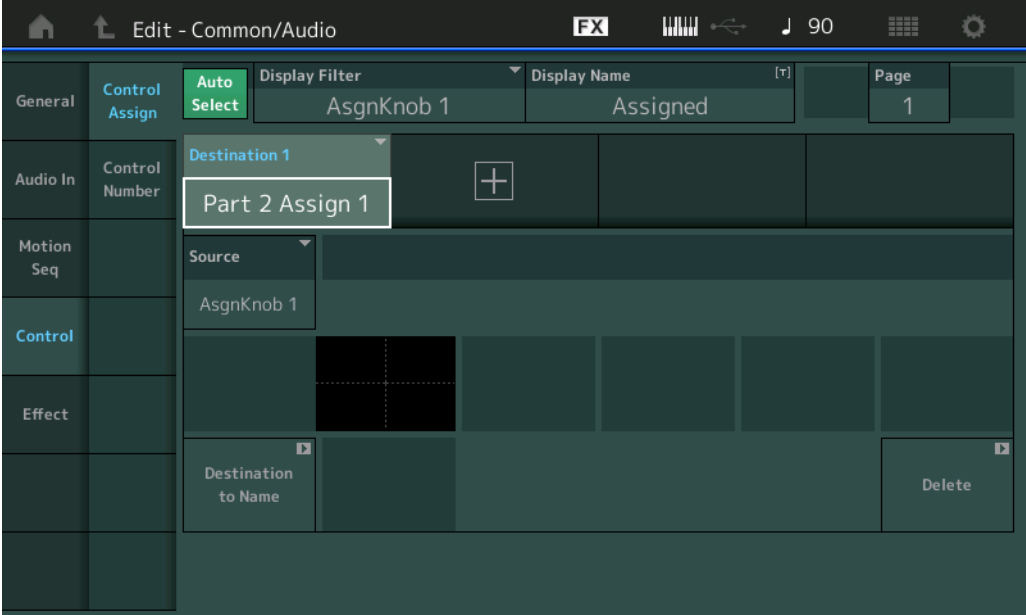 Edit - Common/Audio
FX
90
General
Control
Assign
Auto
Select
Display Filter
AsgnKnob 1
Display Name
[T]
Assigned
Page
1
Audio In
Control
Number
Destination 1
Part 2 Assign 1
Motion
Seq
Source
AsgnKnob 1
Control
Effect
Destination
to Name
Delete